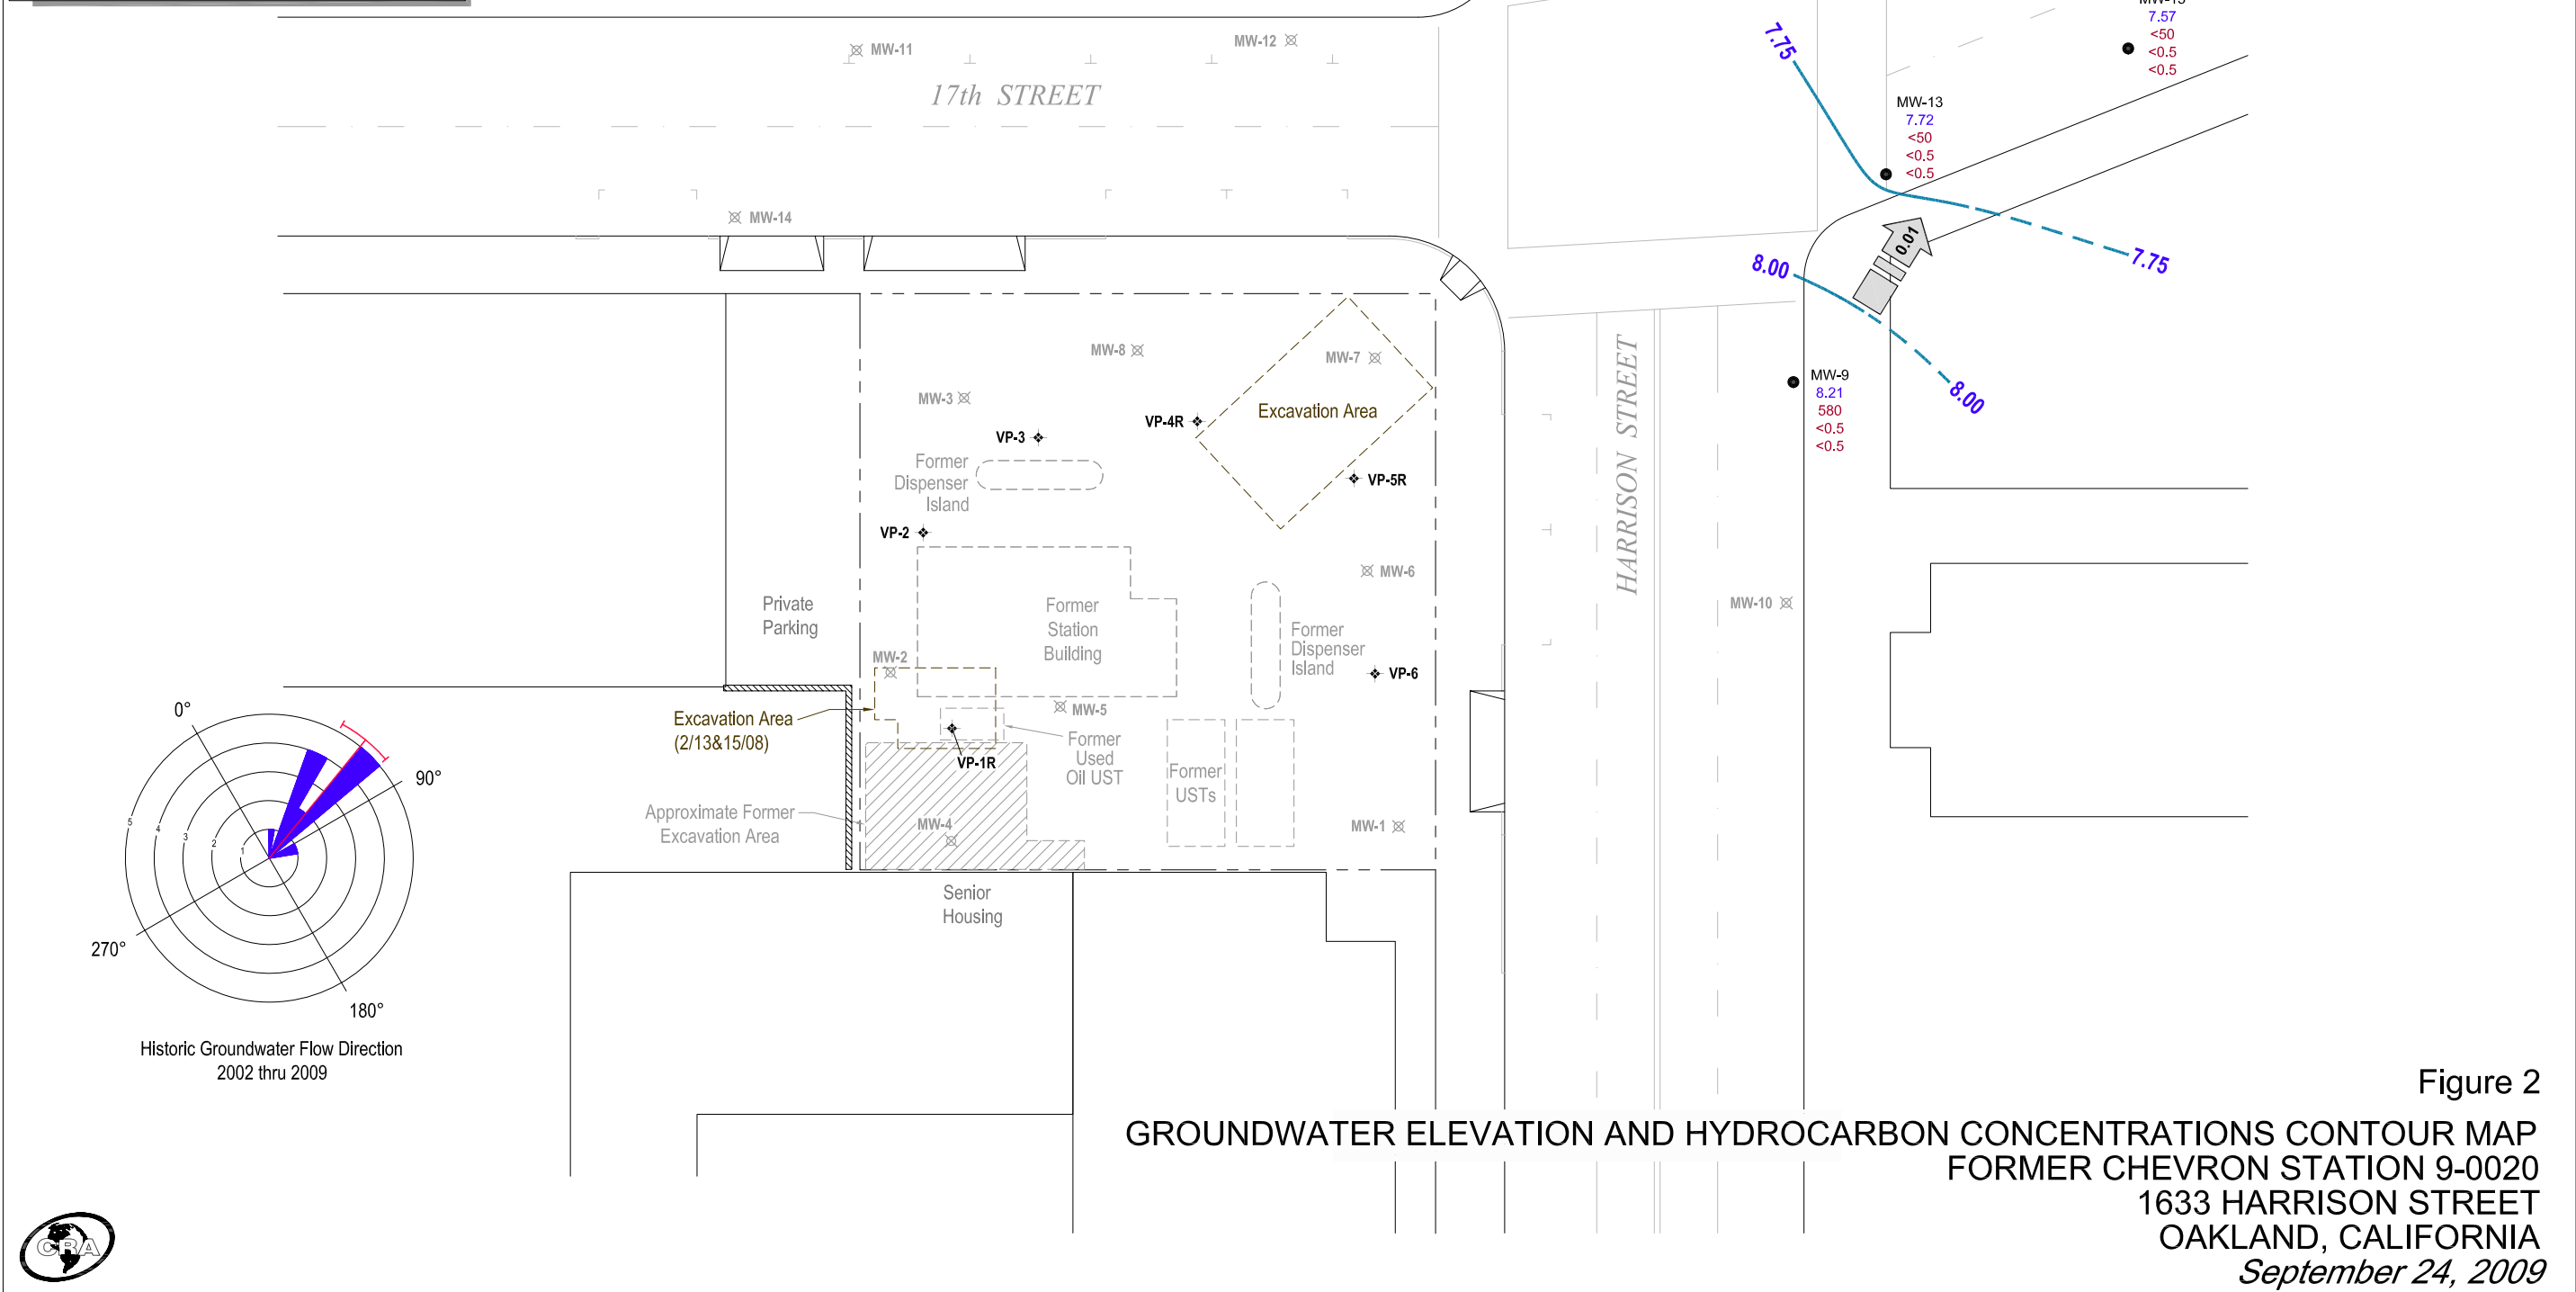 MW-15
7.57
<50
<0.5
<0.5
7.75
MW-11
MW-12
17th STREET
MW-13
7.72
<50
<0.5
<0.5
MW-14
0.01
7.75
8.00
8.00
MW-8
MW-7
MW-9
8.21
580
<0.5
<0.5
MW-3
Excavation Area
VP-4R
VP-3
Former
Dispenser
Island
VP-5R
HARRISON STREET
VP-2
MW-6
MW-10
Private
Parking
Former
Station
Building
Former
Dispenser
Island
MW-2
VP-6
MW-5
Excavation Area
(2/13&15/08)
Former
Used
Oil UST
VP-1R
Former
USTs
Approximate Former
Excavation Area
MW-4
MW-1
Senior
Housing
0°
90°
180°
270°
5
4
3
2
1
Historic Groundwater Flow Direction
2002 thru 2009
Figure 2
GROUNDWATER ELEVATION AND HYDROCARBON CONCENTRATIONS CONTOUR MAP
FORMER CHEVRON STATION 9-0020
1633 HARRISON STREET
OAKLAND, CALIFORNIA
September 24, 2009
CRA